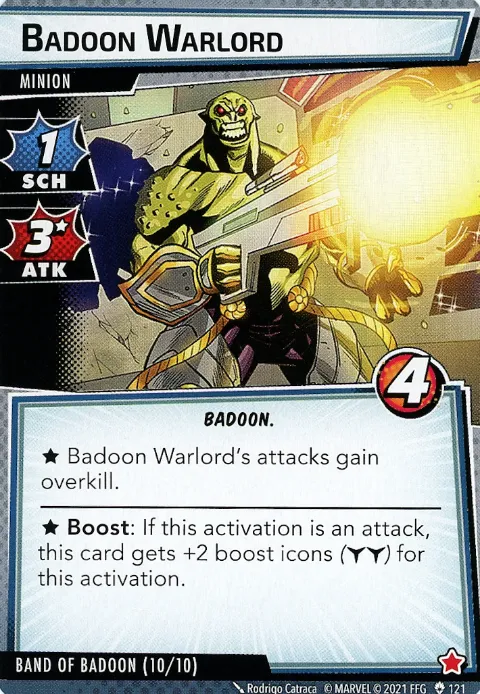 BADOON WARLORD
MINION
1
SCH
3★
ATK
4
BADOON.
★ Badoon Warlord's attacks gain
overkill.
★ Boost: If this activation is an attack,
this card gets +2 boost icons () for
this activation.
BAND OF BADOON (10/10)
Rodrigo Catraca © MARVEL © 2021 FFG 121